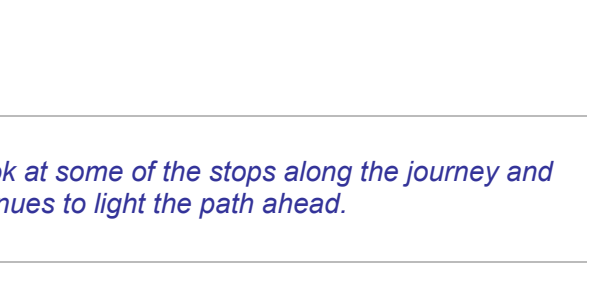 at some of the stops along the journey and
to light the path ahead.